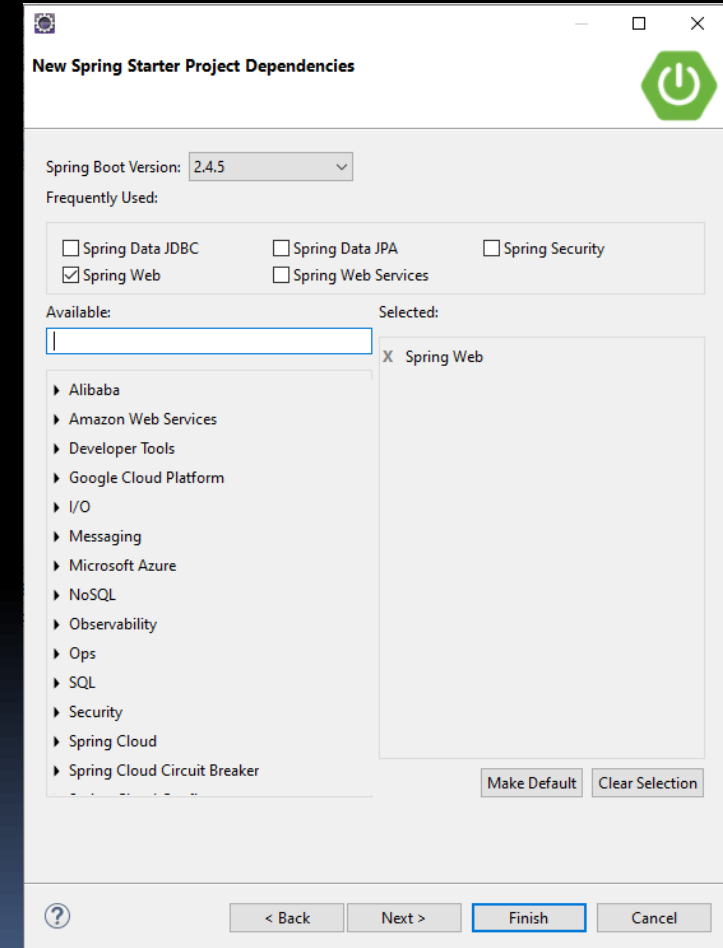 New Spring Starter Project Dependencies
Spring Boot Version: 2.4.5
Frequently Used:
Spring Data JDBC Spring Data JPA Spring Security
Spring Web Spring Web Services
Available: Selected:
X Spring Web
Alibaba
Amazon Web Services
Developer Tools
Google Cloud Platform
I/O
Messaging
Microsoft Azure
NoSQL
Observability
Ops
SQL
Security
Spring Cloud
Spring Cloud Circuit Breaker
Make Default Clear Selection
? < Back Next > Finish Cancel